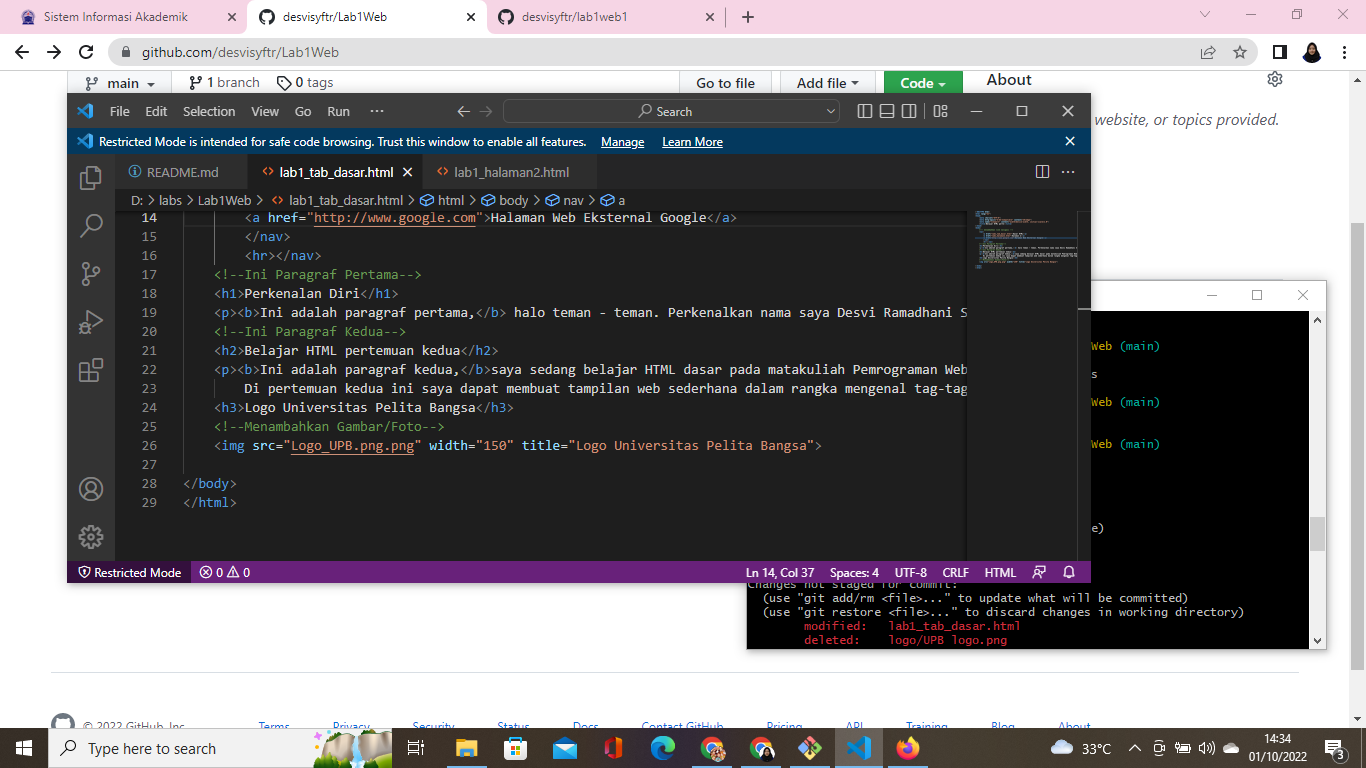 Sistem Informasi Akademik
desvisyftr/Lab1Web
desvisyftr/lab1web1
github.com/desvisyftr/Lab1Web
main
1 branch
0 tags
Go to file
Add file
Code
About
website, or topics provided.
File Edit Selection View Go Run ···
Search
Restricted Mode is intended for safe code browsing. Trust this window to enable all features. Manage Learn More
README.md
lab1_tab_dasar.html
lab1_halaman2.html
D: > labs > Lab1Web > lab1_tab_dasar.html > html > body > nav > a
14 <a href="http://www.google.com">Halaman Web Eksternal Google</a>
15 </nav>
16 <hr></nav>
17 <!--Ini Paragraf Pertama-->
18 <h1>Perkenalan Diri</h1>
19 <p><b>Ini adalah paragraf pertama,</b> halo teman - teman. Perkenalkan nama saya Desvi Ramadhani S
20 <!--Ini Paragraf Kedua-->
21 <h2>Belajar HTML pertemuan kedua</h2>
22 <p><b>Ini adalah paragraf kedua,</b>saya sedang belajar HTML dasar pada matakuliah Pemrograman Web
23 Di pertemuan kedua ini saya dapat membuat tampilan web sederhana dalam rangka mengenal tag-tag
24 <h3>Logo Universitas Pelita Bangsa</h3>
25 <!--Menambahkan Gambar/Foto-->
26 <img src="Logo_UPB.png.png" width="150" title="Logo Universitas Pelita Bangsa">
27
28 </body>
29 </html>
Restricted Mode
0 0
Ln 14, Col 37 Spaces: 4 UTF-8 CRLF HTML
Web (main)
s
Web (main)
Web (main)
e)
Changes not staged for commit:
(use "git add/rm <file>..." to update what will be committed)
(use "git restore <file>..." to discard changes in working directory)
modified: lab1_tab_dasar.html
deleted: logo/UPB logo.png
© 2022 GitHub, Inc.
Terms
Privacy
Security
Status
Docs
Contact GitHub
Pricing
API
Training
Blog
About
Type here to search
33°C
14:34
01/10/2022
3